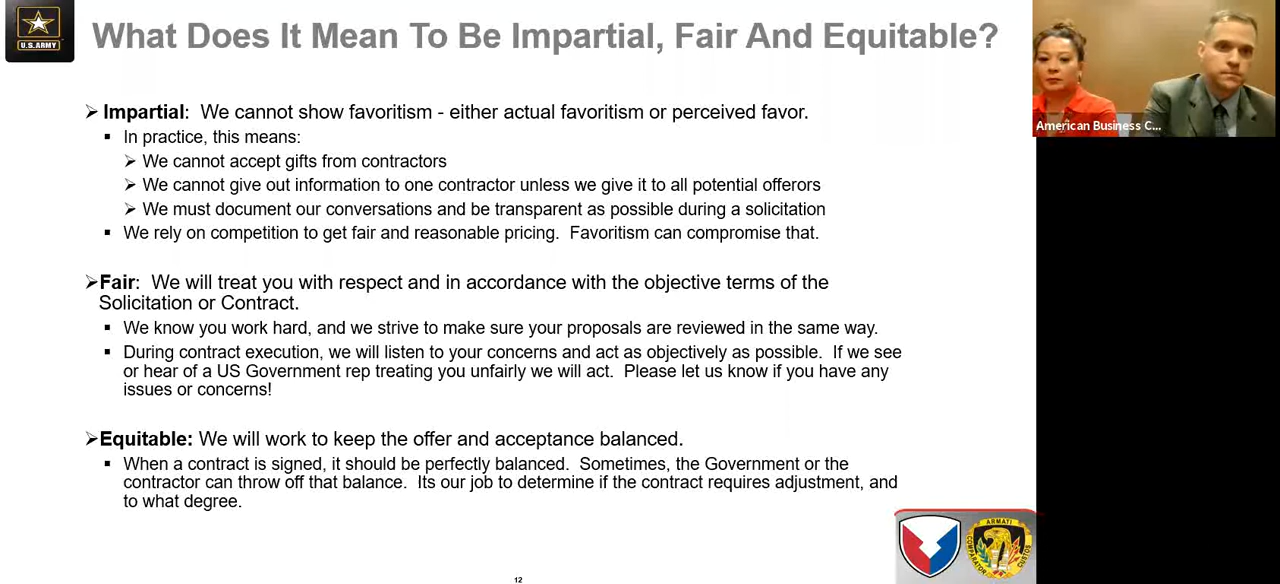 U.S.ARMY
What Does It Mean To Be Impartial, Fair And Equitable?
American Business C...
Impartial: We cannot show favoritism - either actual favoritism or perceived favor.
In practice, this means:
We cannot accept gifts from contractors
We cannot give out information to one contractor unless we give it to all potential offerors
We must document our conversations and be transparent as possible during a solicitation
We rely on competition to get fair and reasonable pricing. Favoritism can compromise that.
Fair: We will treat you with respect and in accordance with the objective terms of the
Solicitation or Contract.
We know you work hard, and we strive to make sure your proposals are reviewed in the same way.
During contract execution, we will listen to your concerns and act as objectively as possible. If we see
or hear of a US Government rep treating you unfairly we will act. Please let us know if you have any
issues or concerns!
Equitable: We will work to keep the offer and acceptance balanced.
When a contract is signed, it should be perfectly balanced. Sometimes, the Government or the
contractor can throw off that balance. Its our job to determine if the contract requires adjustment, and
to what degree.
ARMATI
COMPARATOR
CUSTOS
12